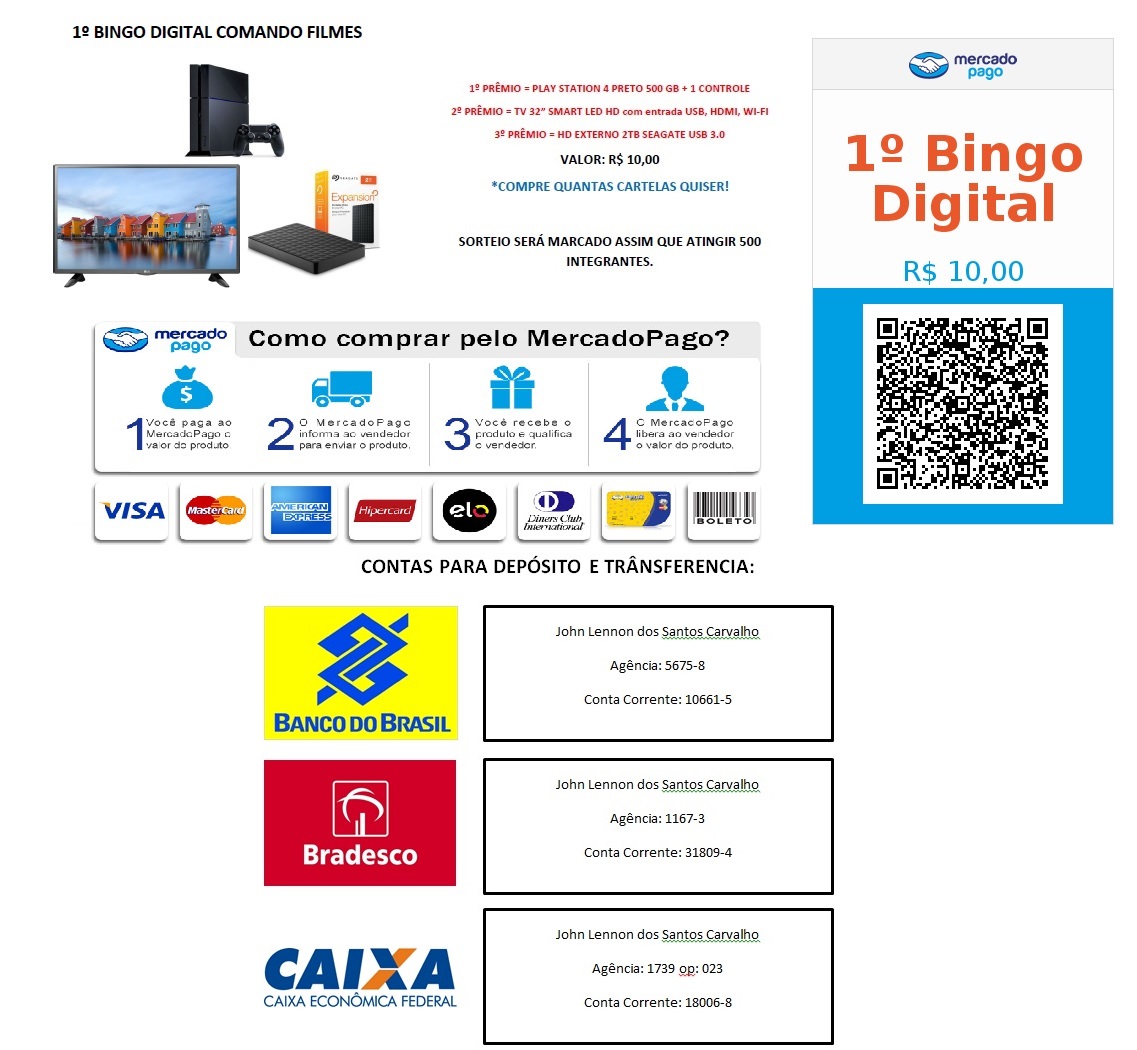 1º BINGO DIGITAL COMANDO FILMES
1º PRÊMIO = PLAY STATION 4 PRETO 500 GB + 1 CONTROLE
2º PRÊMIO = TV 32" SMART LED HD com entrada USB, HDMI, WI-FI
3º PRÊMIO = HD EXTERNO 2TB SEAGATE USB 3.0
VALOR: R$ 10,00
*COMPRE QUANTAS CARTELAS QUISER!
SORTEIO SERÁ MARCADO ASSIM QUE ATINGIR 500
INTEGRANTES.
SEAGATE
Expansion
LG
mercado
pago
1º Bingo
Digital
R$ 10,00
mercado
pago
Como comprar pelo MercadoPago?
$
1 Você paga ao
MercadoPago o
valor do produto
2 O MercadoPago
informa ao vendedor
para enviar o produto.
3 Você recebe o
produto e qualifica
o vendedor.
4 O MercadoPago
libera ao vendedor
o valor do produto.
VISA
MasterCard
AMERICAN
EXPRESS
Hipercard
elo
Diners Club
International
BOLETO
CONTAS PARA DEPÓSITO E TRÂNSFERENCIA:
BANCO DO BRASIL
John Lennon dos Santos Carvalho
Agência: 5675-8
Conta Corrente: 10661-5
Bradesco
John Lennon dos Santos Carvalho
Agência: 1167-3
Conta Corrente: 31809-4
CAIXA
CAIXA ECONÔMICA FEDERAL
John Lennon dos Santos Carvalho
Agência: 1739 op: 023
Conta Corrente: 18006-8